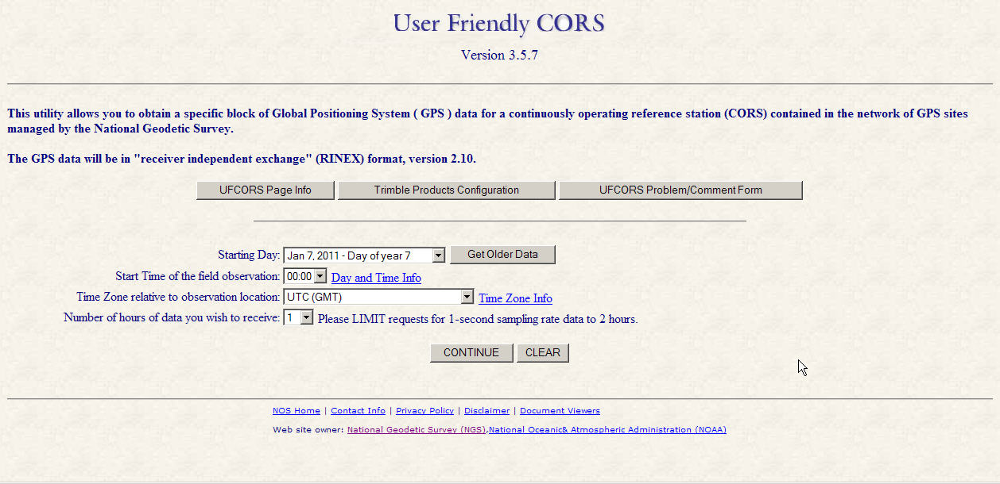 User Friendly CORS
Version 3.5.7
This utility allows you to obtain a specific block of Global Positioning System ( GPS ) data for a continuously operating reference station (CORS) contained in the network of GPS sites
managed by the National Geodetic Survey.
The GPS data will be in "receiver independent exchange" (RINEX) format, version 2.10.
UFCORS Page Info Trimble Products Configuration UFCORS Problem/Comment Form
Starting Day: Jan 7, 2011 - Day of year 7 Get Older Data
Start Time of the field observation: 00:00 Day and Time Info
Time Zone relative to observation location: UTC (GMT) Time Zone Info
Number of hours of data you wish to receive: 1 Please LIMIT requests for 1-second sampling rate data to 2 hours.
CONTINUE CLEAR
NOS Home | Contact Info | Privacy Policy | Disclaimer | Document Viewers
Web site owner: National Geodetic Survey (NGS),National Oceanic& Atmospheric Administration (NOAA)